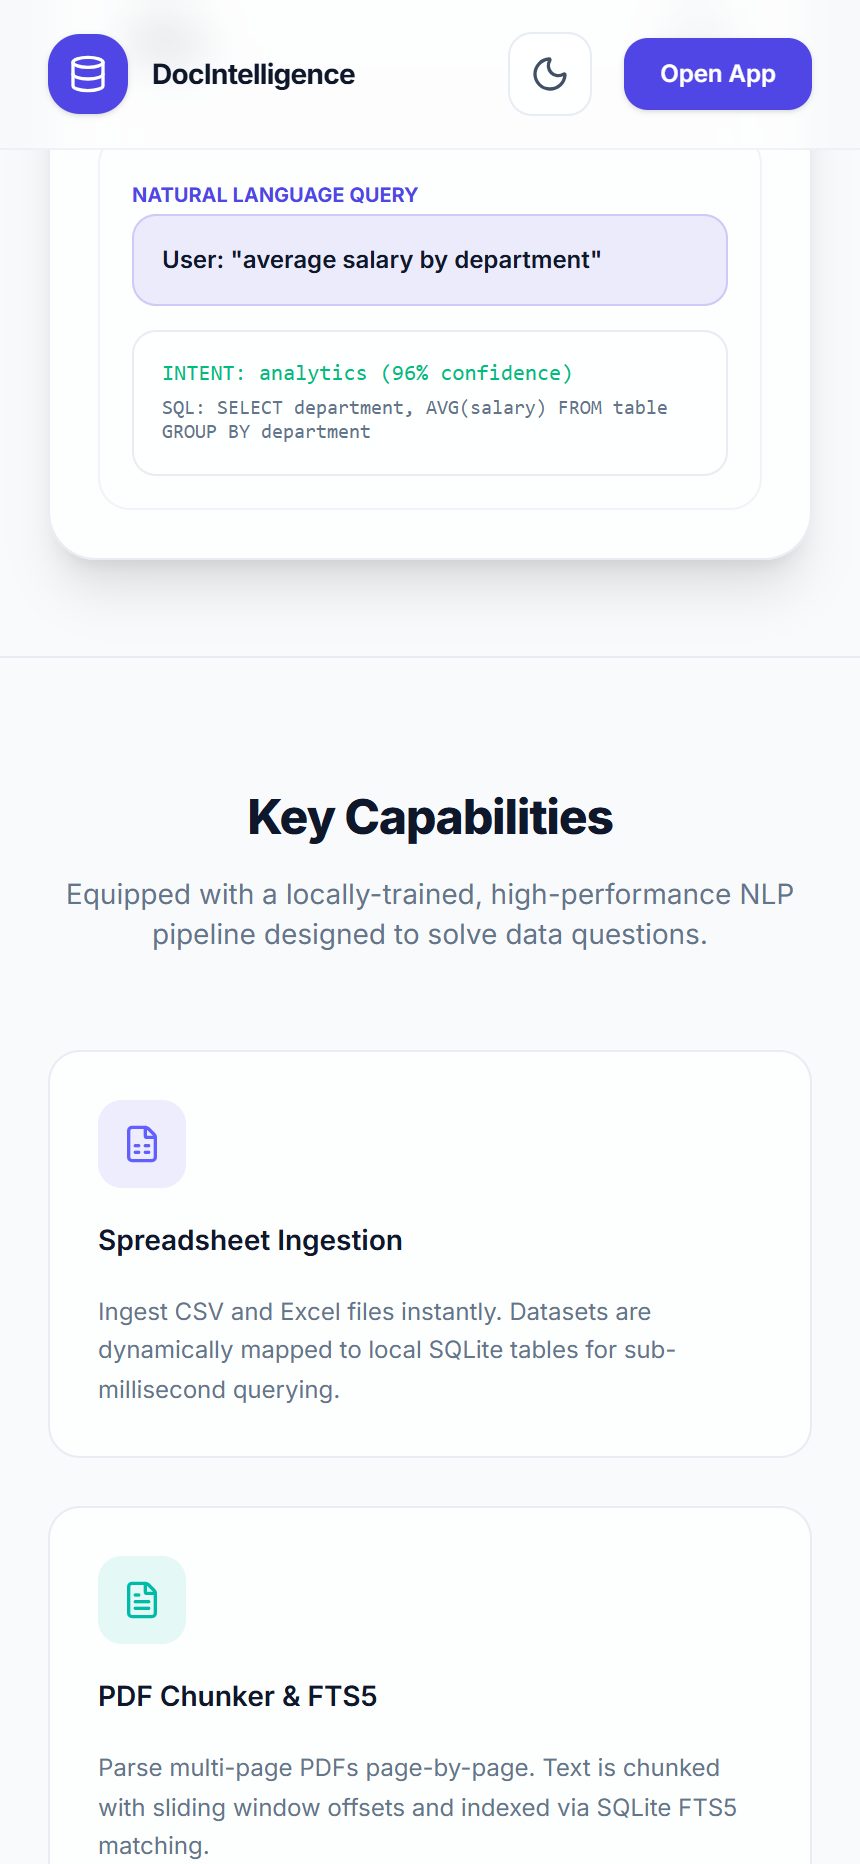 DocIntelligence
Open App
NATURAL LANGUAGE QUERY
User: "average salary by department"
INTENT: analytics (96% confidence)
SQL: SELECT department, AVG(salary) FROM table
GROUP BY department
Key Capabilities
Equipped with a locally-trained, high-performance NLP
pipeline designed to solve data questions.
Spreadsheet Ingestion
Ingest CSV and Excel files instantly. Datasets are
dynamically mapped to local SQLite tables for sub-
millisecond querying.
PDF Chunker & FTS5
Parse multi-page PDFs page-by-page. Text is chunked
with sliding window offsets and indexed via SQLite FTS5
matching.